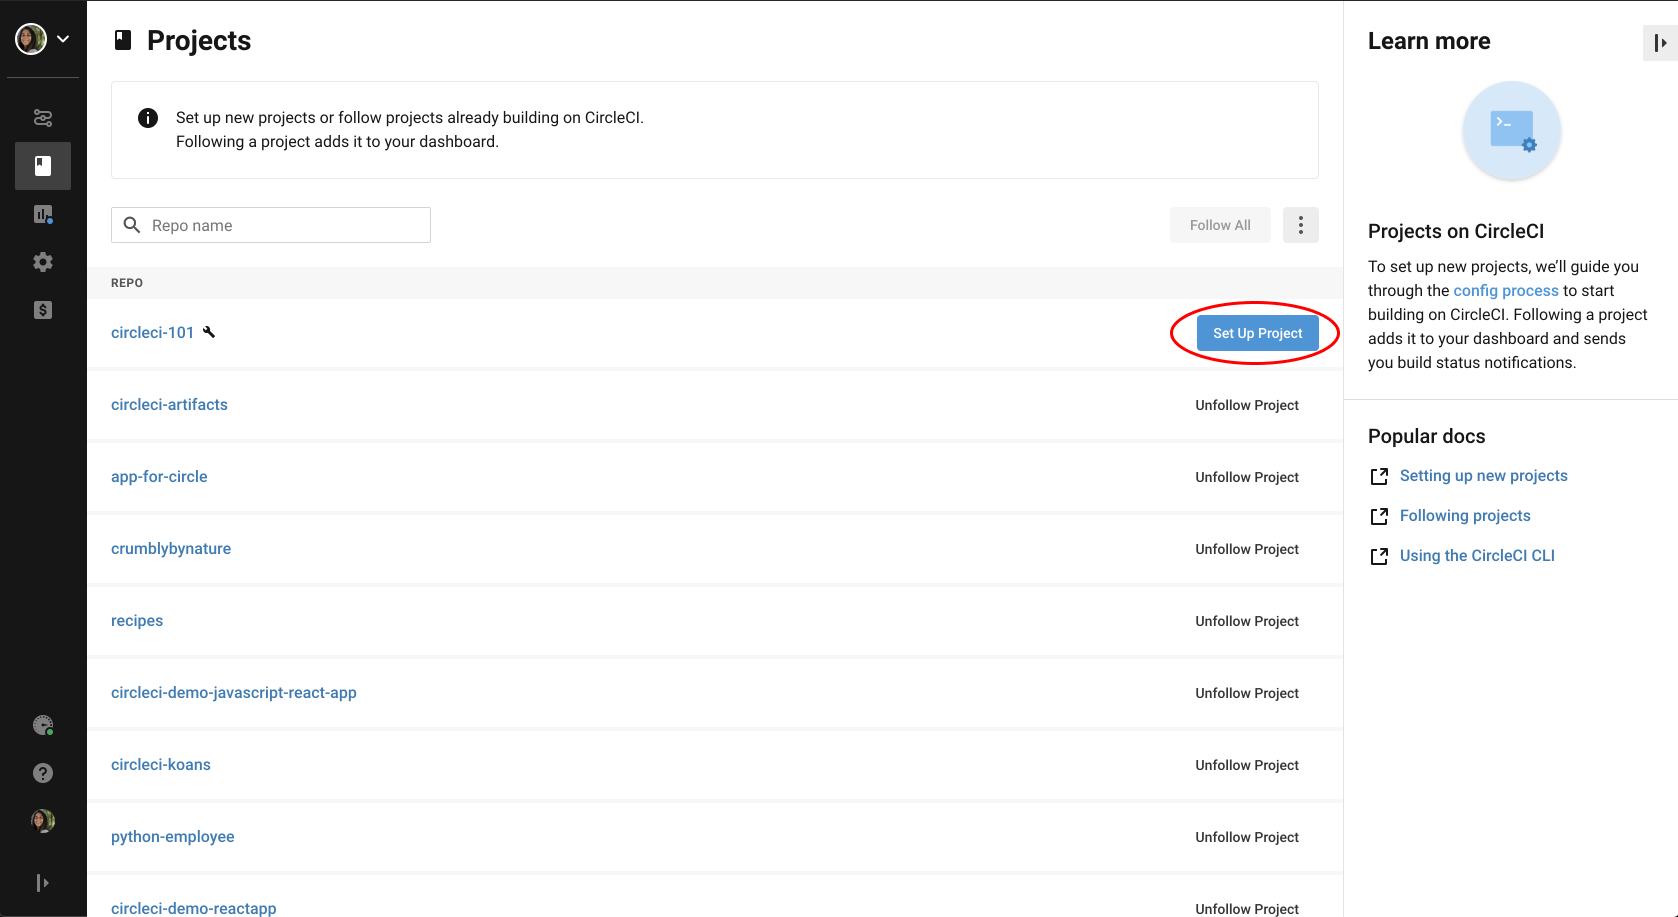 Projects
Set up new projects or follow projects already building on CircleCI.
Following a project adds it to your dashboard.
Repo name
Follow All
REPO
circleci-101
Set Up Project
circleci-artifacts
Unfollow Project
app-for-circle
Unfollow Project
crumblybynature
Unfollow Project
recipes
Unfollow Project
circleci-demo-javascript-react-app
Unfollow Project
circleci-koans
Unfollow Project
python-employee
Unfollow Project
circleci-demo-reactapp
Unfollow Project
Learn more
>_
Projects on CircleCI
To set up new projects, we’ll guide you
through the config process to start
building on CircleCI. Following a project
adds it to your dashboard and sends
you build status notifications.
Popular docs
Setting up new projects
Following projects
Using the CircleCI CLI